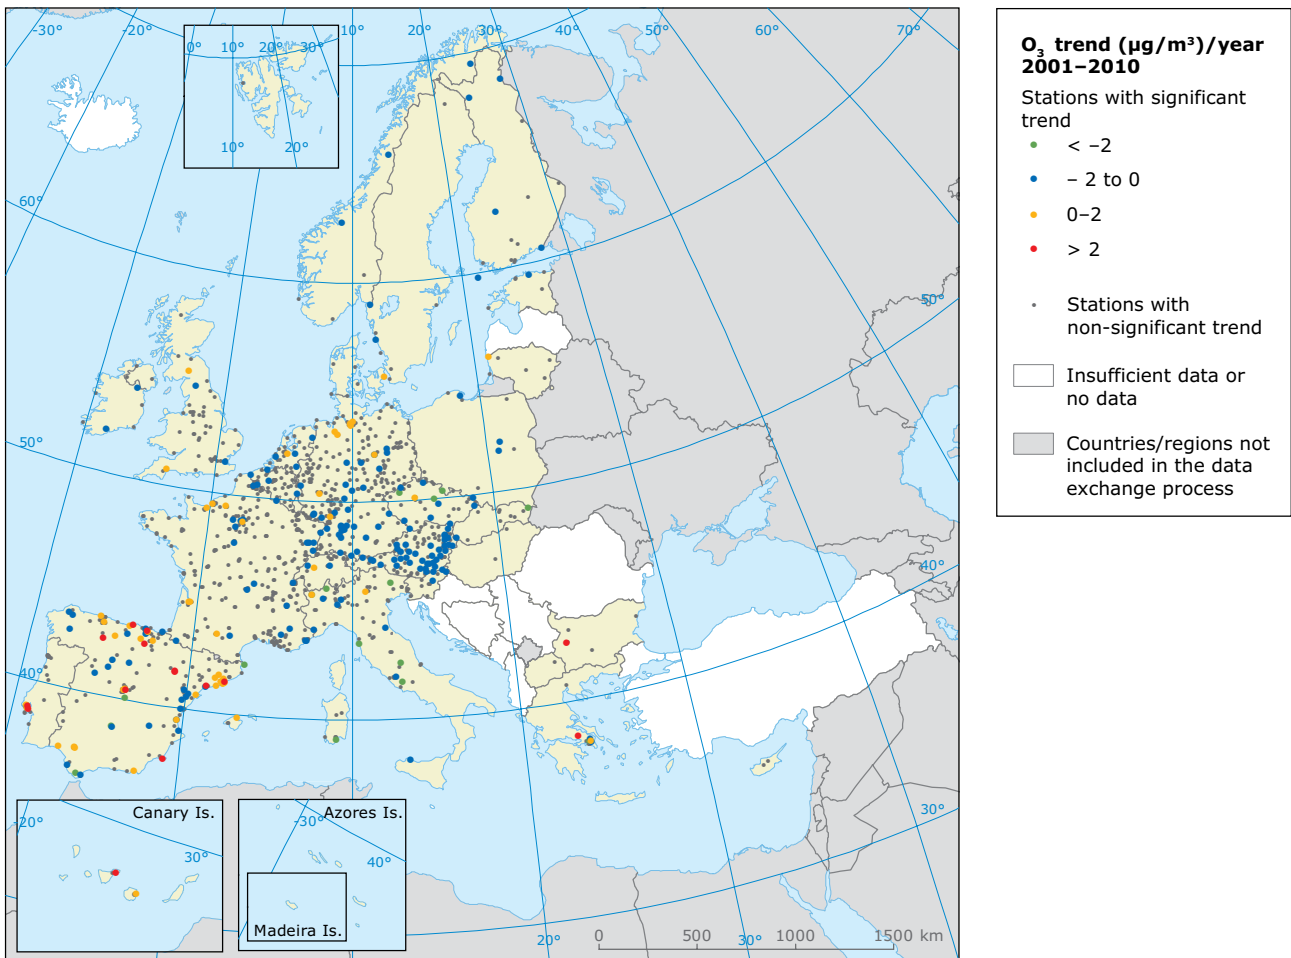 -30°
-20°
-10°
0°
10°
20°
30°
40°
50°
60°
70°
0°
10°
20°
30°
10°
20°
60°
50°
40°
50°
40°
30°
Canary Is.
-20°
30°
Azores Is.
-30°
40°
Madeira Is.
20°
30°
0
500
1000
1500 km
O₃ trend (µg/m³)/year
2001–2010
Stations with significant
trend
< –2
– 2 to 0
0–2
> 2
Stations with
non-significant trend
Insufficient data or
no data
Countries/regions not
included in the data
exchange process